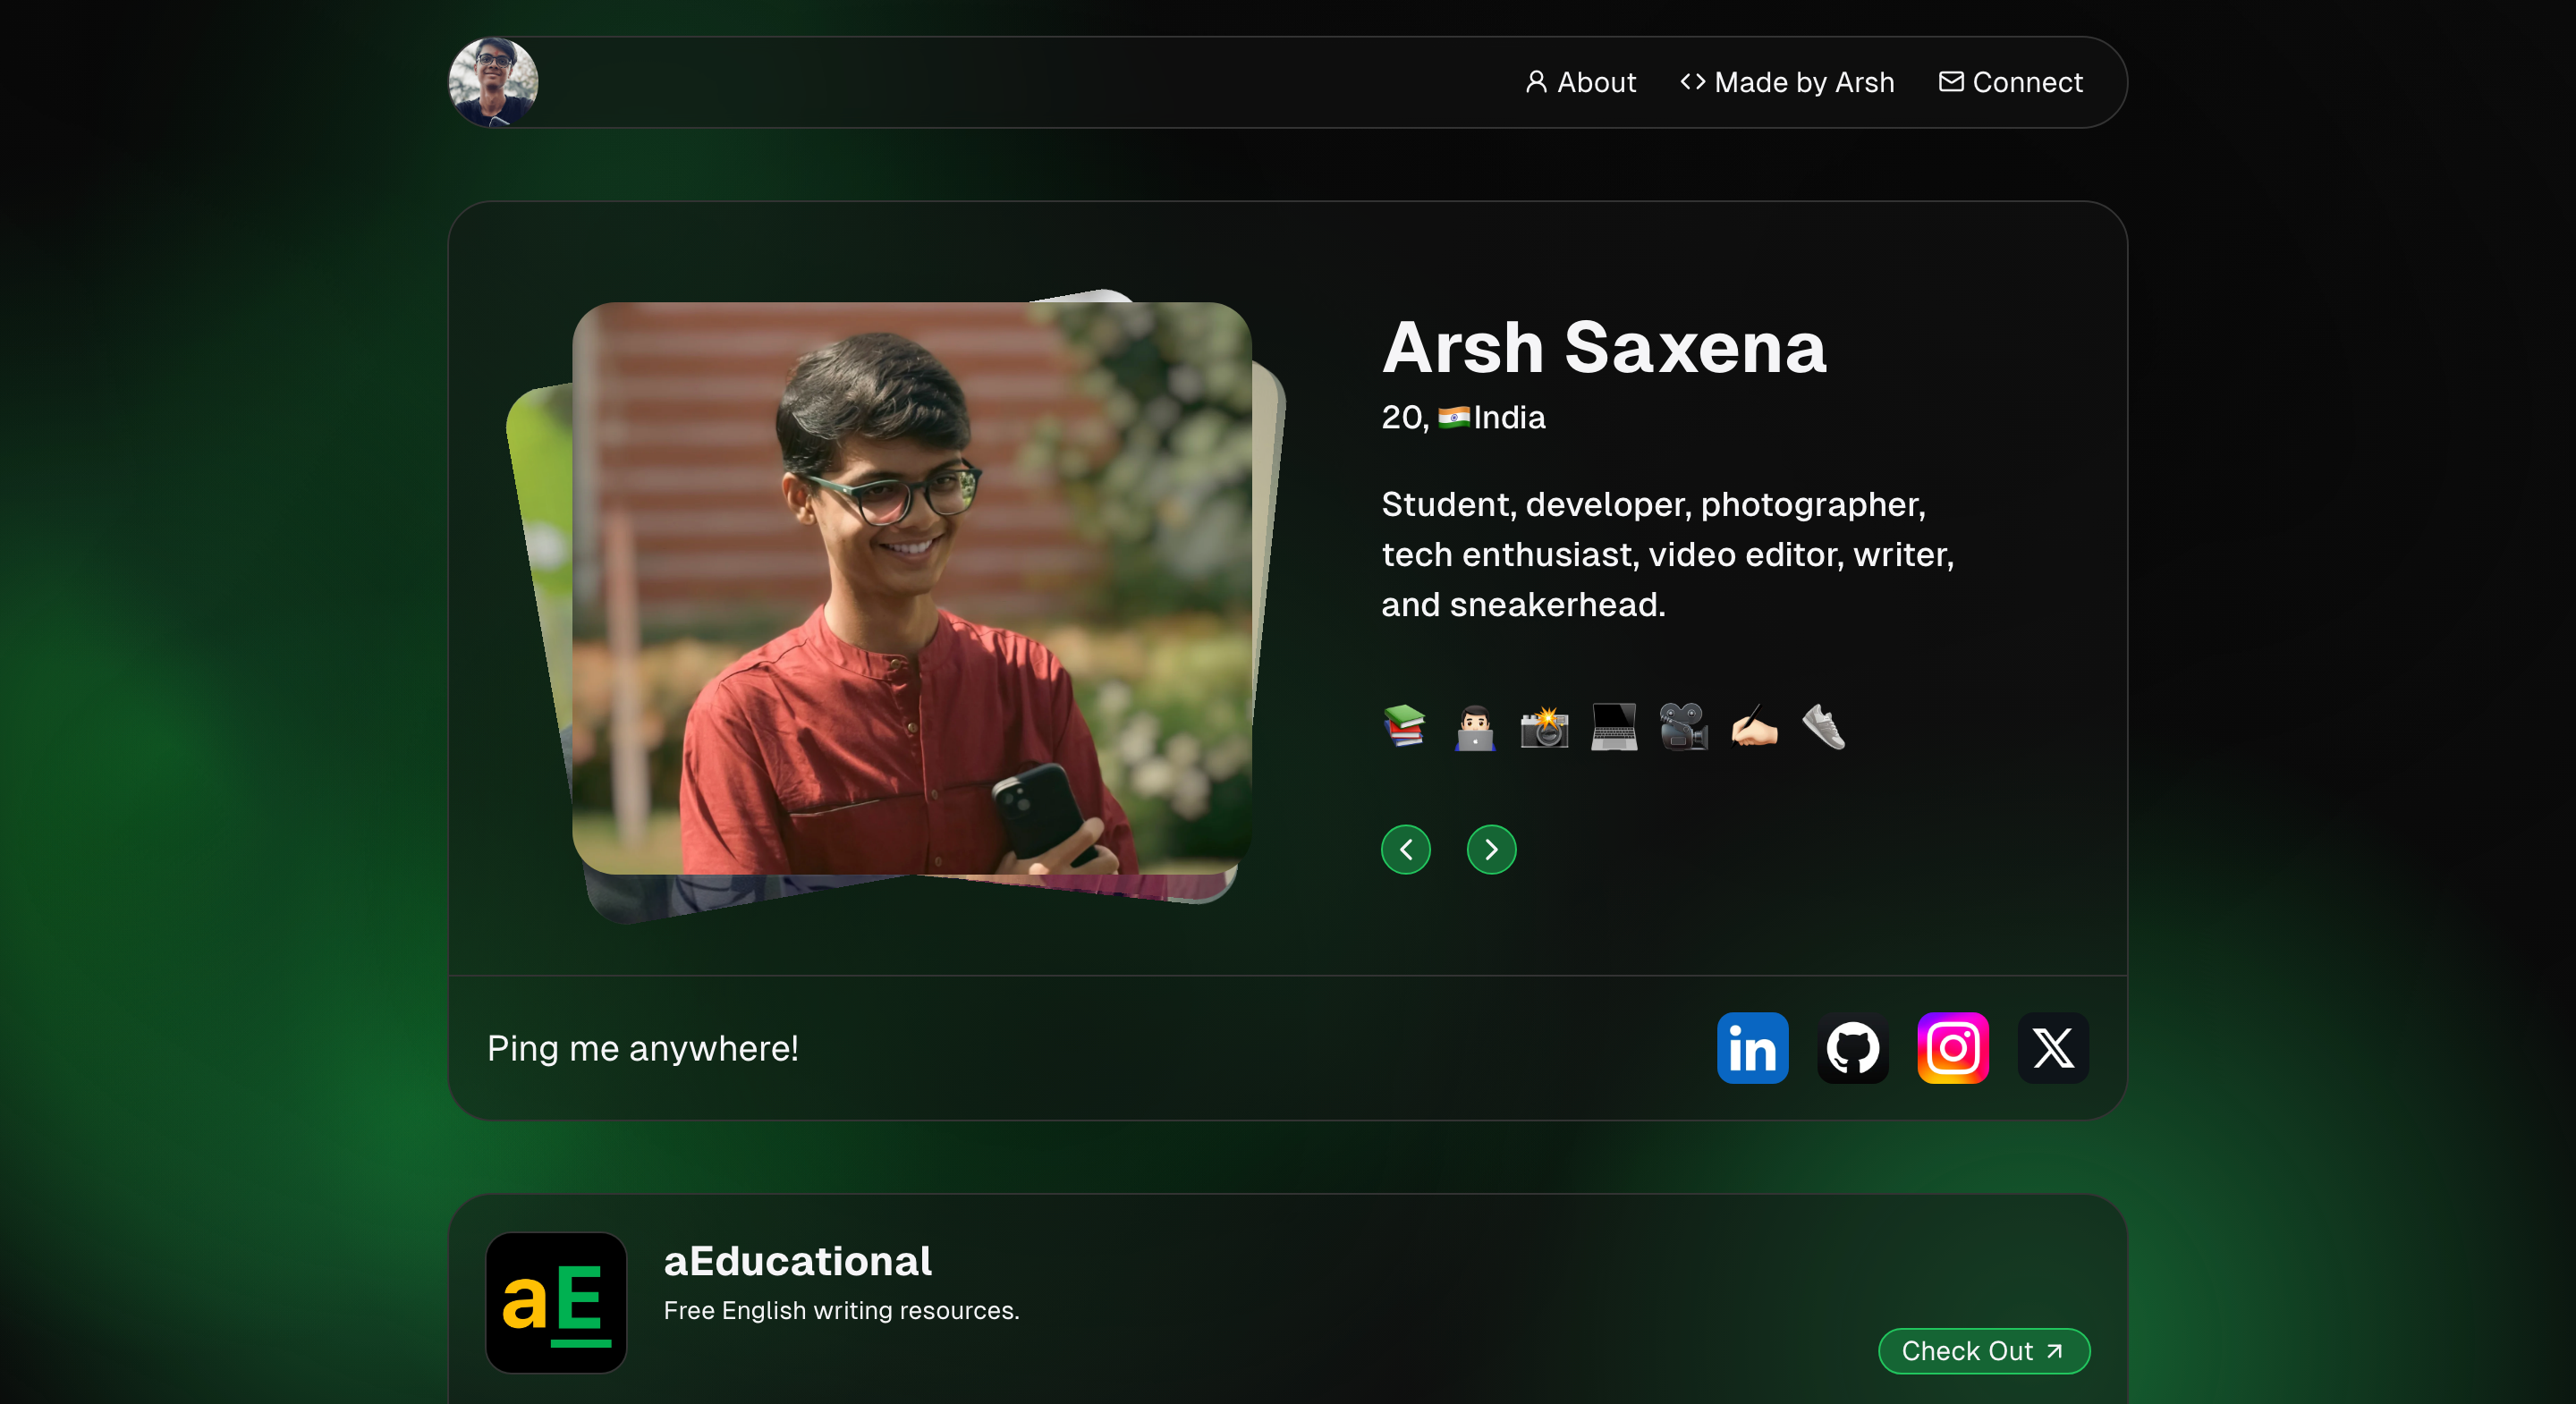 About
Made by Arsh
Connect
Arsh Saxena
20, 🇮🇳India
Student, developer, photographer,
tech enthusiast, video editor, writer,
and sneakerhead.
📚 👨🏻‍💻 📸 💻 🎥 ✍🏻 👟
Ping me anywhere!
in
X
aE
aEducational
Free English writing resources.
Check Out